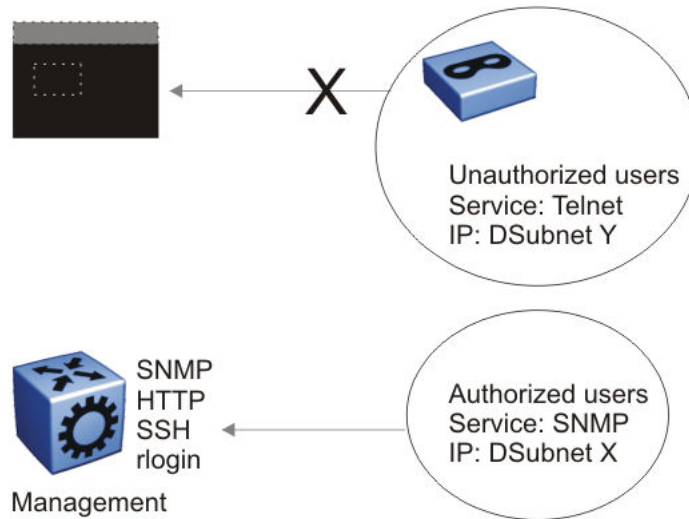 X
Unauthorized users
Service: Telnet
IP: DSubnet Y
SNMP
HTTP
SSH
rlogin
Management
Authorized users
Service: SNMP
IP: DSubnet X